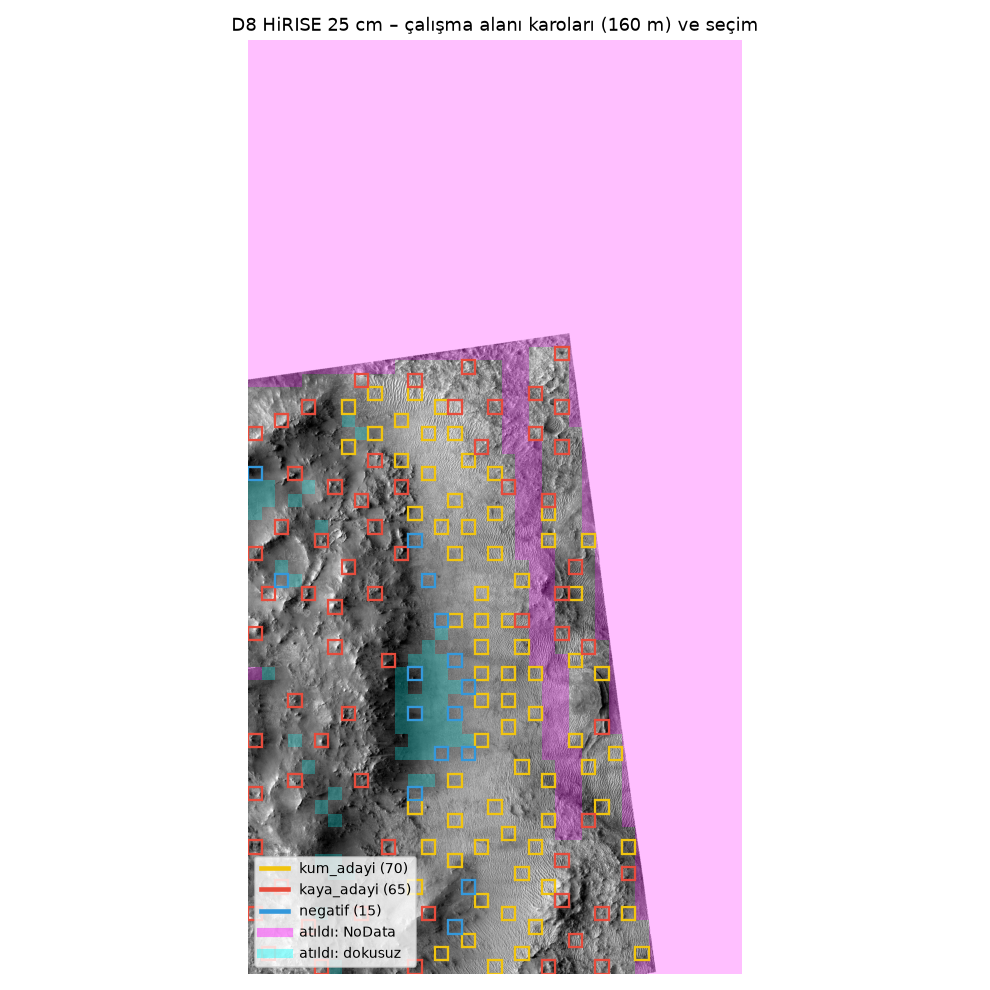 D8 HiRISE 25 cm – çalışma alanı karoları (160 m) ve seçim
kum_adayi (70)
kaya_adayi (65)
negatif (15)
atıldı: NoData
atıldı: dokusuz